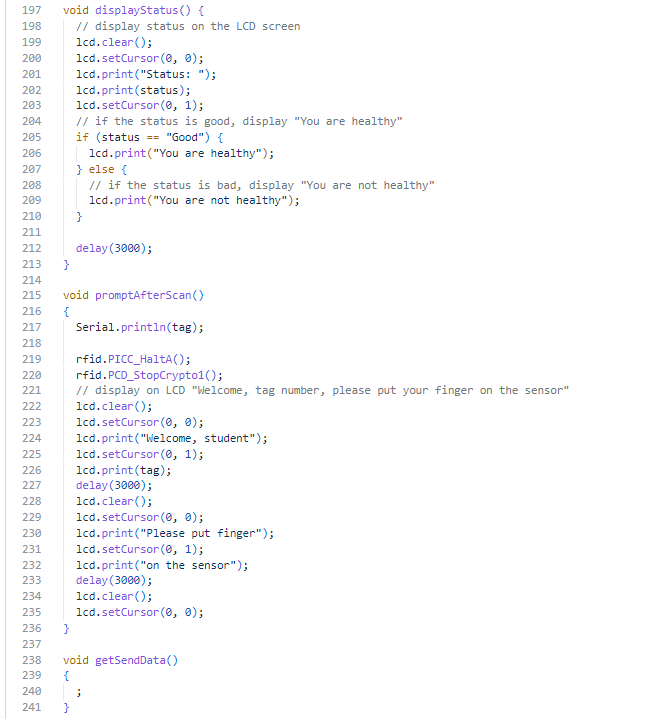 197 void displayStatus() {
198   // display status on the LCD screen
199   lcd.clear();
200   lcd.setCursor(0, 0);
201   lcd.print("Status: ");
202   lcd.print(status);
203   lcd.setCursor(0, 1);
204   // if the status is good, display "You are healthy"
205   if (status == "Good") {
206     lcd.print("You are healthy");
207   } else {
208     // if the status is bad, display "You are not healthy"
209     lcd.print("You are not healthy");
210   }
211
212   delay(3000);
213 }
214
215 void promptAfterScan()
216 {
217   Serial.println(tag);
218
219   rfid.PICC_HaltA();
220   rfid.PCD_StopCrypto1();
221   // display on LCD "Welcome, tag number, please put your finger on the sensor"
222   lcd.clear();
223   lcd.setCursor(0, 0);
224   lcd.print("Welcome, student");
225   lcd.setCursor(0, 1);
226   lcd.print(tag);
227   delay(3000);
228   lcd.clear();
229   lcd.setCursor(0, 0);
230   lcd.print("Please put finger");
231   lcd.setCursor(0, 1);
232   lcd.print("on the sensor");
233   delay(3000);
234   lcd.clear();
235   lcd.setCursor(0, 0);
236 }
237
238 void getSendData()
239 {
240   ;
241 }